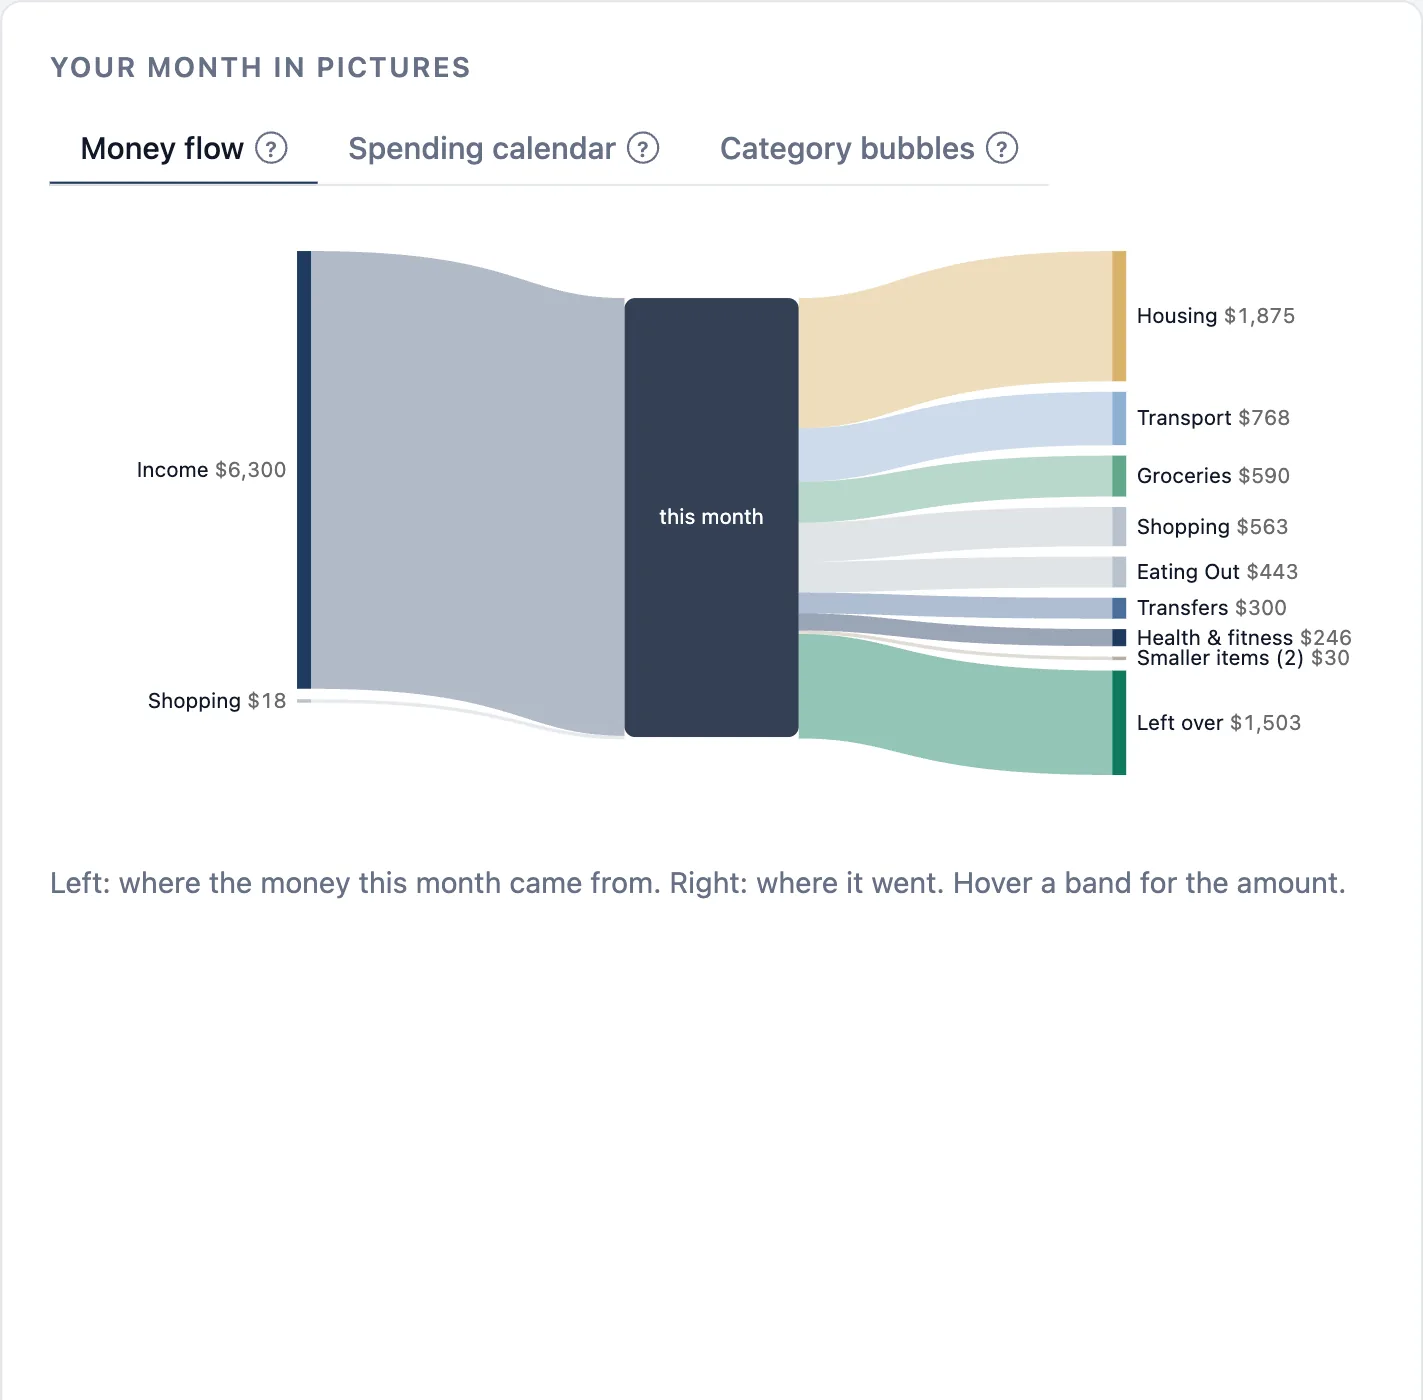 YOUR MONTH IN PICTURES
Money flow ? Spending calendar ? Category bubbles ?
Income $6,300
Shopping $18
this month
Housing $1,875
Transport $768
Groceries $590
Shopping $563
Eating Out $443
Transfers $300
Health & fitness $246
Smaller items (2) $30
Left over $1,503
Left: where the money this month came from. Right: where it went. Hover a band for the amount.